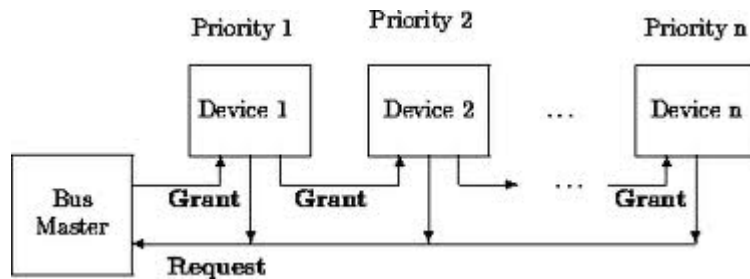 Priority 1
Priority 2
Priority n
Device 1
Device 2
...
Device n
Bus
Master
Grant
Grant
...
Grant
Request